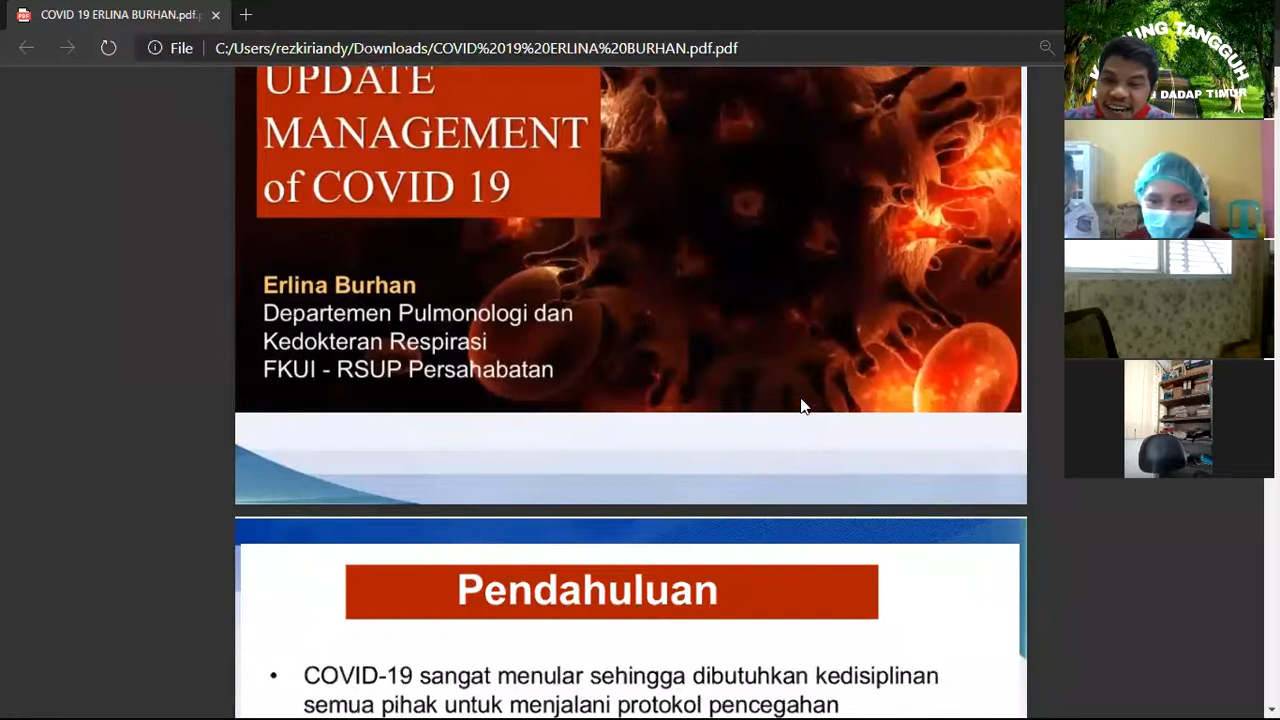 COVID 19 ERLINA BURHAN.pdf.
File
C:/Users/rezkiriandy/Downloads/COVID%2019%20ERLINA%20BURHAN.pdf.pdf
UPDATE
MANAGEMENT
of COVID 19
Erlina Burhan
Departemen Pulmonologi dan
Kedokteran Respirasi
FKUI - RSUP Persahabatan
Pendahuluan
• COVID-19 sangat menular sehingga dibutuhkan kedisiplinan
semua pihak untuk menjalani protokol pencegahan
TANGGUH
DADAP TIMUR